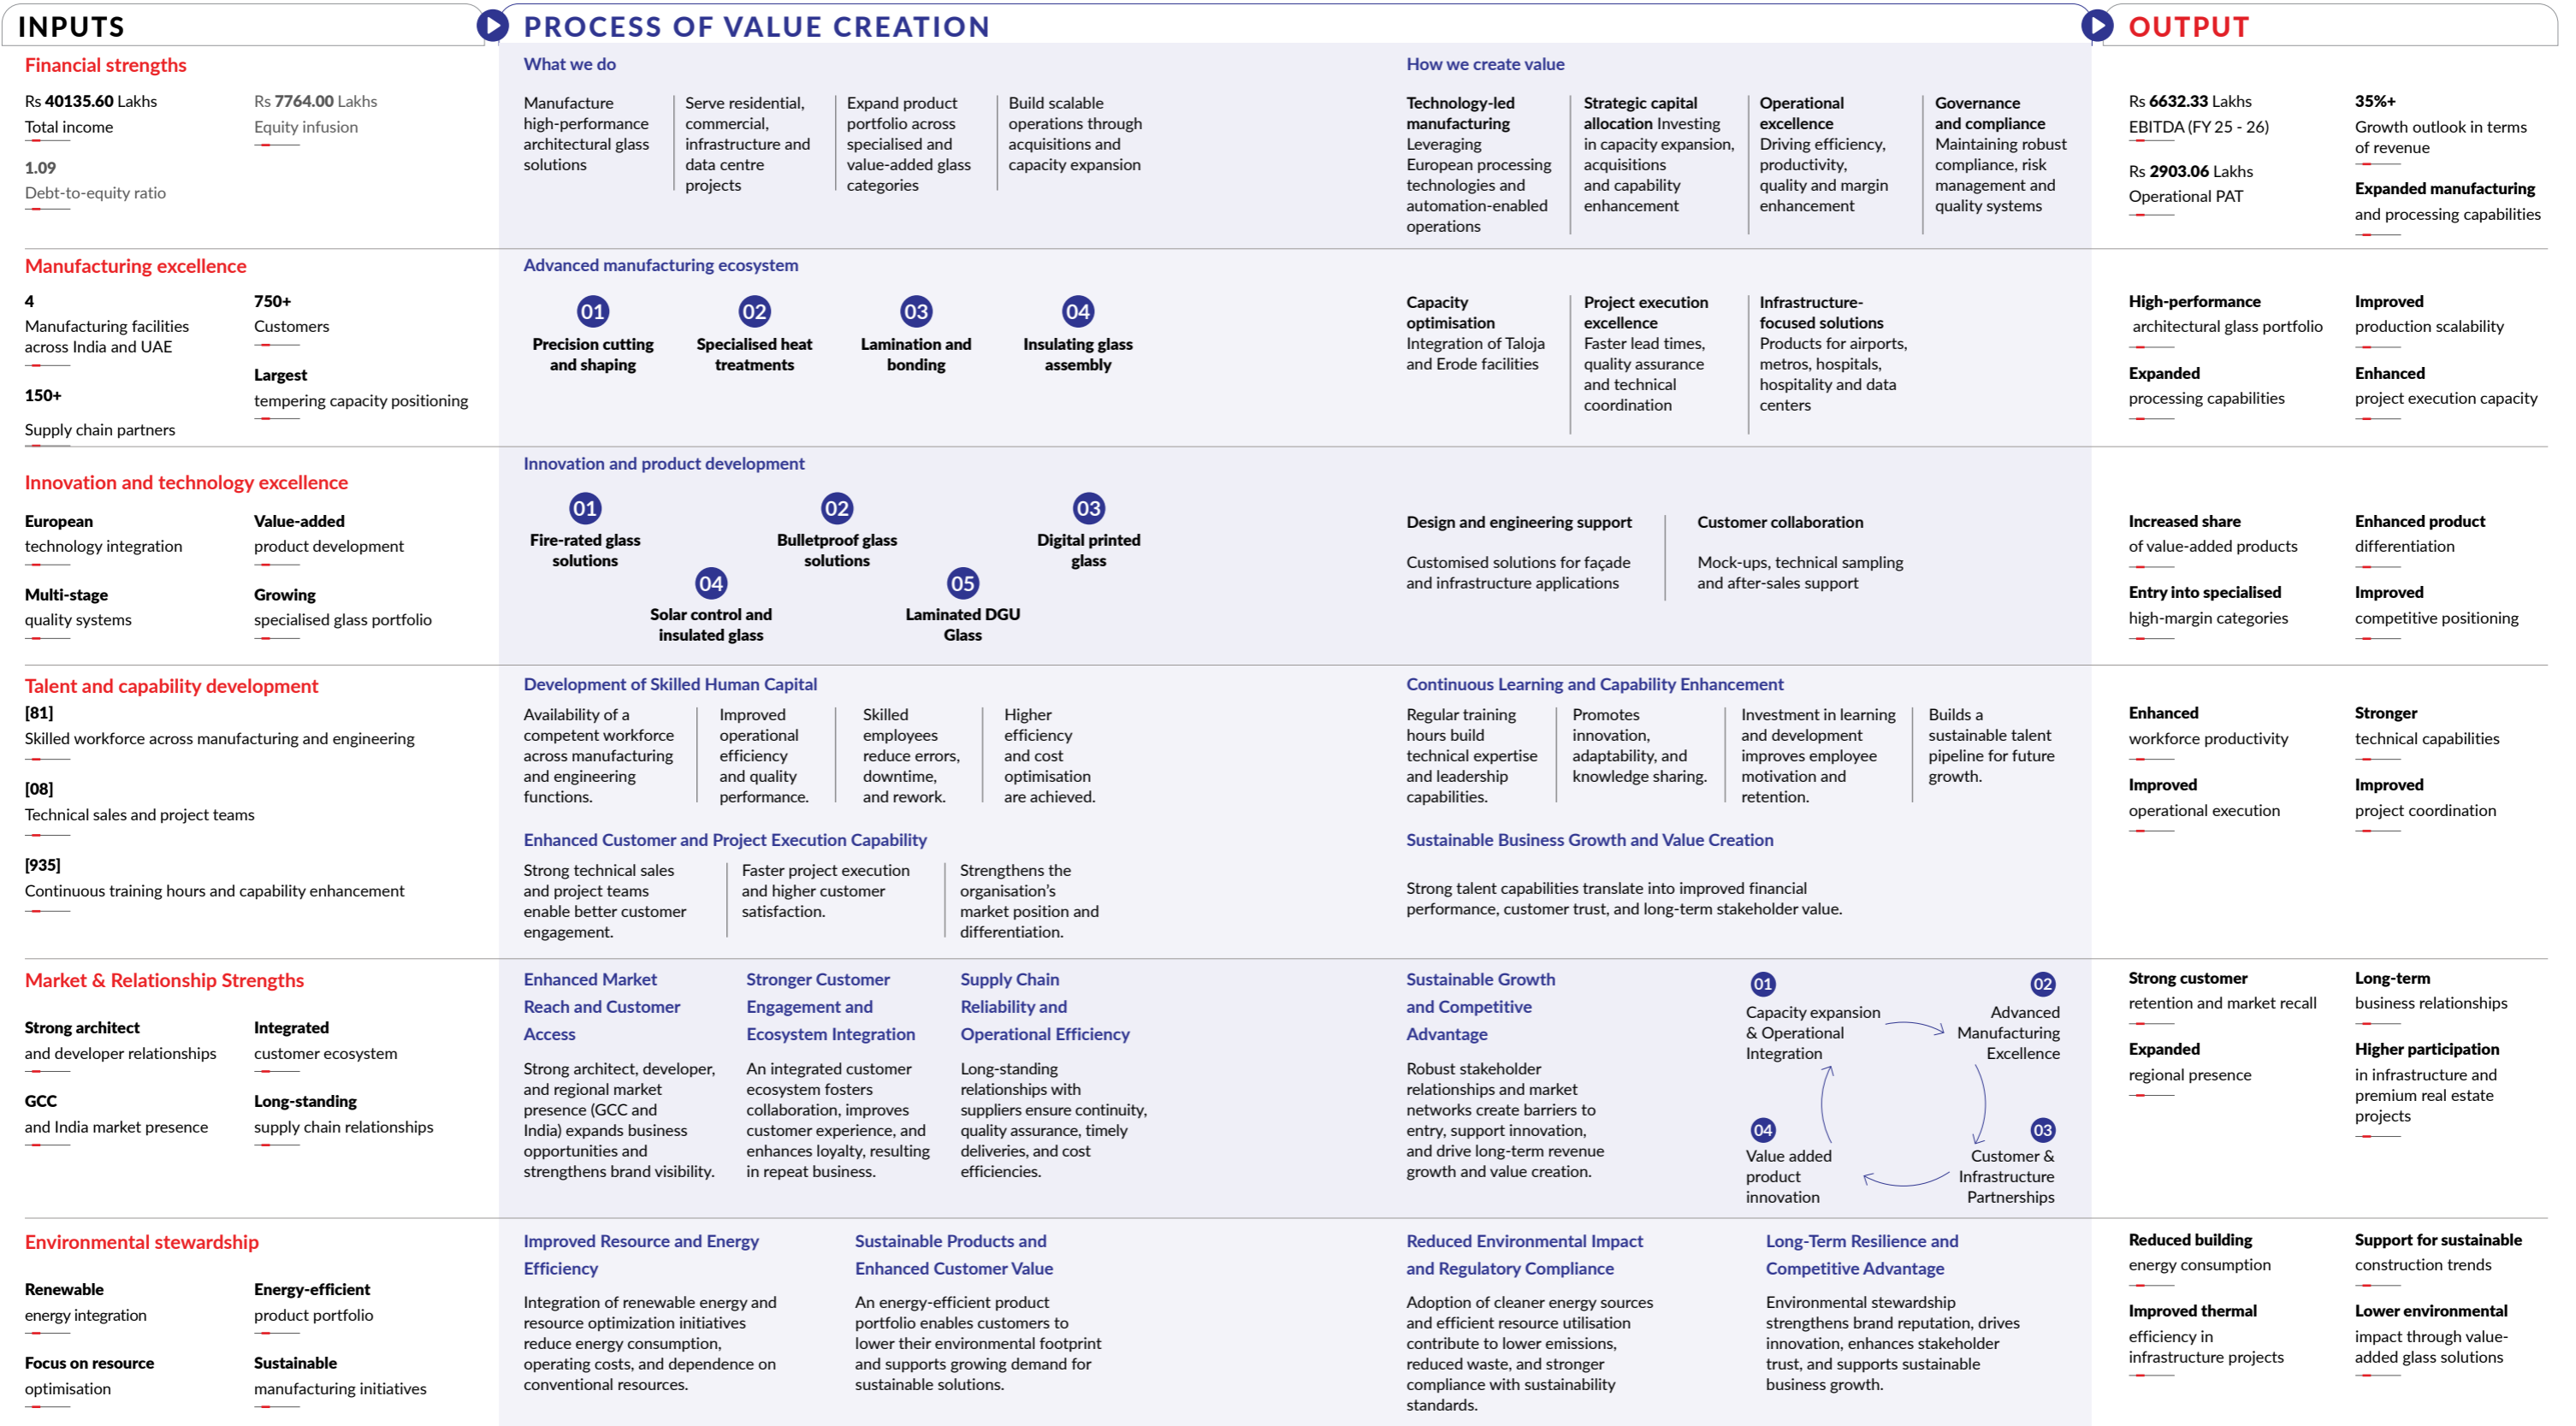 INPUTS
PROCESS OF VALUE CREATION
OUTPUT
Financial strengths
Rs 40135.60 Lakhs
Total income
Rs 7764.00 Lakhs
Equity infusion
1.09
Debt-to-equity ratio
What we do
Manufacture
high-performance
architectural glass
solutions
Serve residential,
commercial,
infrastructure and
data centre
projects
Expand product
portfolio across
specialised and
value-added glass
categories
Build scalable
operations through
acquisitions and
capacity expansion
How we create value
Technology-led
manufacturing
Leveraging
European processing
technologies and
automation-enabled
operations
Strategic capital
allocation Investing
in capacity expansion,
acquisitions
and capability
enhancement
Operational
excellence
Driving efficiency,
productivity,
quality and margin
enhancement
Governance
and compliance
Maintaining robust
compliance, risk
management and
quality systems
Rs 6632.33 Lakhs
EBITDA (FY 25 - 26)
Rs 2903.06 Lakhs
Operational PAT
35%+
Growth outlook in terms
of revenue
Expanded manufacturing
and processing capabilities
Manufacturing excellence
4
Manufacturing facilities
across India and UAE
150+
Supply chain partners
750+
Customers
Largest
tempering capacity positioning
Advanced manufacturing ecosystem
01
Precision cutting
and shaping
02
Specialised heat
treatments
03
Lamination and
bonding
04
Insulating glass
assembly
Capacity
optimisation
Integration of Taloja
and Erode facilities
Project execution
excellence
Faster lead times,
quality assurance
and technical
coordination
Infrastructure-
focused solutions
Products for airports,
metros, hospitals,
hospitality and data
centers
High-performance
architectural glass portfolio
Expanded
processing capabilities
Improved
production scalability
Enhanced
project execution capacity
Innovation and technology excellence
European
technology integration
Value-added
product development
Multi-stage
quality systems
Growing
specialised glass portfolio
Innovation and product development
01
Fire-rated glass
solutions
02
Bulletproof glass
solutions
03
Digital printed
glass
04
Solar control and
insulated glass
05
Laminated DGU
Glass
Design and engineering support
Customised solutions for façade
and infrastructure applications
Customer collaboration
Mock-ups, technical sampling
and after-sales support
Increased share
of value-added products
Entry into specialised
high-margin categories
Enhanced product
differentiation
Improved
competitive positioning
Talent and capability development
[81]
Skilled workforce across manufacturing and engineering
[08]
Technical sales and project teams
[935]
Continuous training hours and capability enhancement
Development of Skilled Human Capital
Availability of a
competent workforce
across manufacturing
and engineering
functions.
Improved
operational
efficiency
and quality
performance.
Skilled
employees
reduce errors,
downtime,
and rework.
Higher
efficiency
and cost
optimisation
are achieved.
Continuous Learning and Capability Enhancement
Regular training
hours build
technical expertise
and leadership
capabilities.
Promotes
innovation,
adaptability, and
knowledge sharing.
Investment in learning
and development
improves employee
motivation and
retention.
Builds a
sustainable talent
pipeline for future
growth.
Enhanced Customer and Project Execution Capability
Strong technical sales
and project teams
enable better customer
engagement.
Faster project execution
and higher customer
satisfaction.
Strengthens the
organisation's
market position and
differentiation.
Sustainable Business Growth and Value Creation
Strong talent capabilities translate into improved financial
performance, customer trust, and long-term stakeholder value.
Enhanced
workforce productivity
Improved
operational execution
Stronger
technical capabilities
Improved
project coordination
Market & Relationship Strengths
Strong architect
and developer relationships
Integrated
customer ecosystem
GCC
and India market presence
Long-standing
supply chain relationships
Enhanced Market
Reach and Customer
Access
Strong architect, developer,
and regional market
presence (GCC and
India) expands business
opportunities and
strengthens brand visibility.
Stronger Customer
Engagement and
Ecosystem Integration
An integrated customer
ecosystem fosters
collaboration, improves
customer experience, and
enhances loyalty, resulting
in repeat business.
Supply Chain
Reliability and
Operational Efficiency
Long-standing
relationships with
suppliers ensure continuity,
quality assurance, timely
deliveries, and cost
efficiencies.
Sustainable Growth
and Competitive
Advantage
Robust stakeholder
relationships and market
networks create barriers to
entry, support innovation,
and drive long-term revenue
growth and value creation.
01
Capacity expansion
& Operational
Integration
02
Advanced
Manufacturing
Excellence
03
Customer &
Infrastructure
Partnerships
04
Value added
product
innovation
Strong customer
retention and market recall
Expanded
regional presence
Long-term
business relationships
Higher participation
in infrastructure and
premium real estate
projects
Environmental stewardship
Renewable
energy integration
Energy-efficient
product portfolio
Focus on resource
optimisation
Sustainable
manufacturing initiatives
Improved Resource and Energy
Efficiency
Integration of renewable energy and
resource optimization initiatives
reduce energy consumption,
operating costs, and dependence on
conventional resources.
Sustainable Products and
Enhanced Customer Value
An energy-efficient product
portfolio enables customers to
lower their environmental footprint
and supports growing demand for
sustainable solutions.
Reduced Environmental Impact
and Regulatory Compliance
Adoption of cleaner energy sources
and efficient resource utilisation
contribute to lower emissions,
reduced waste, and stronger
compliance with sustainability
standards.
Long-Term Resilience and
Competitive Advantage
Environmental stewardship
strengthens brand reputation, drives
innovation, enhances stakeholder
trust, and supports sustainable
business growth.
Reduced building
energy consumption
Improved thermal
efficiency in
infrastructure projects
Support for sustainable
construction trends
Lower environmental
impact through value-
added glass solutions